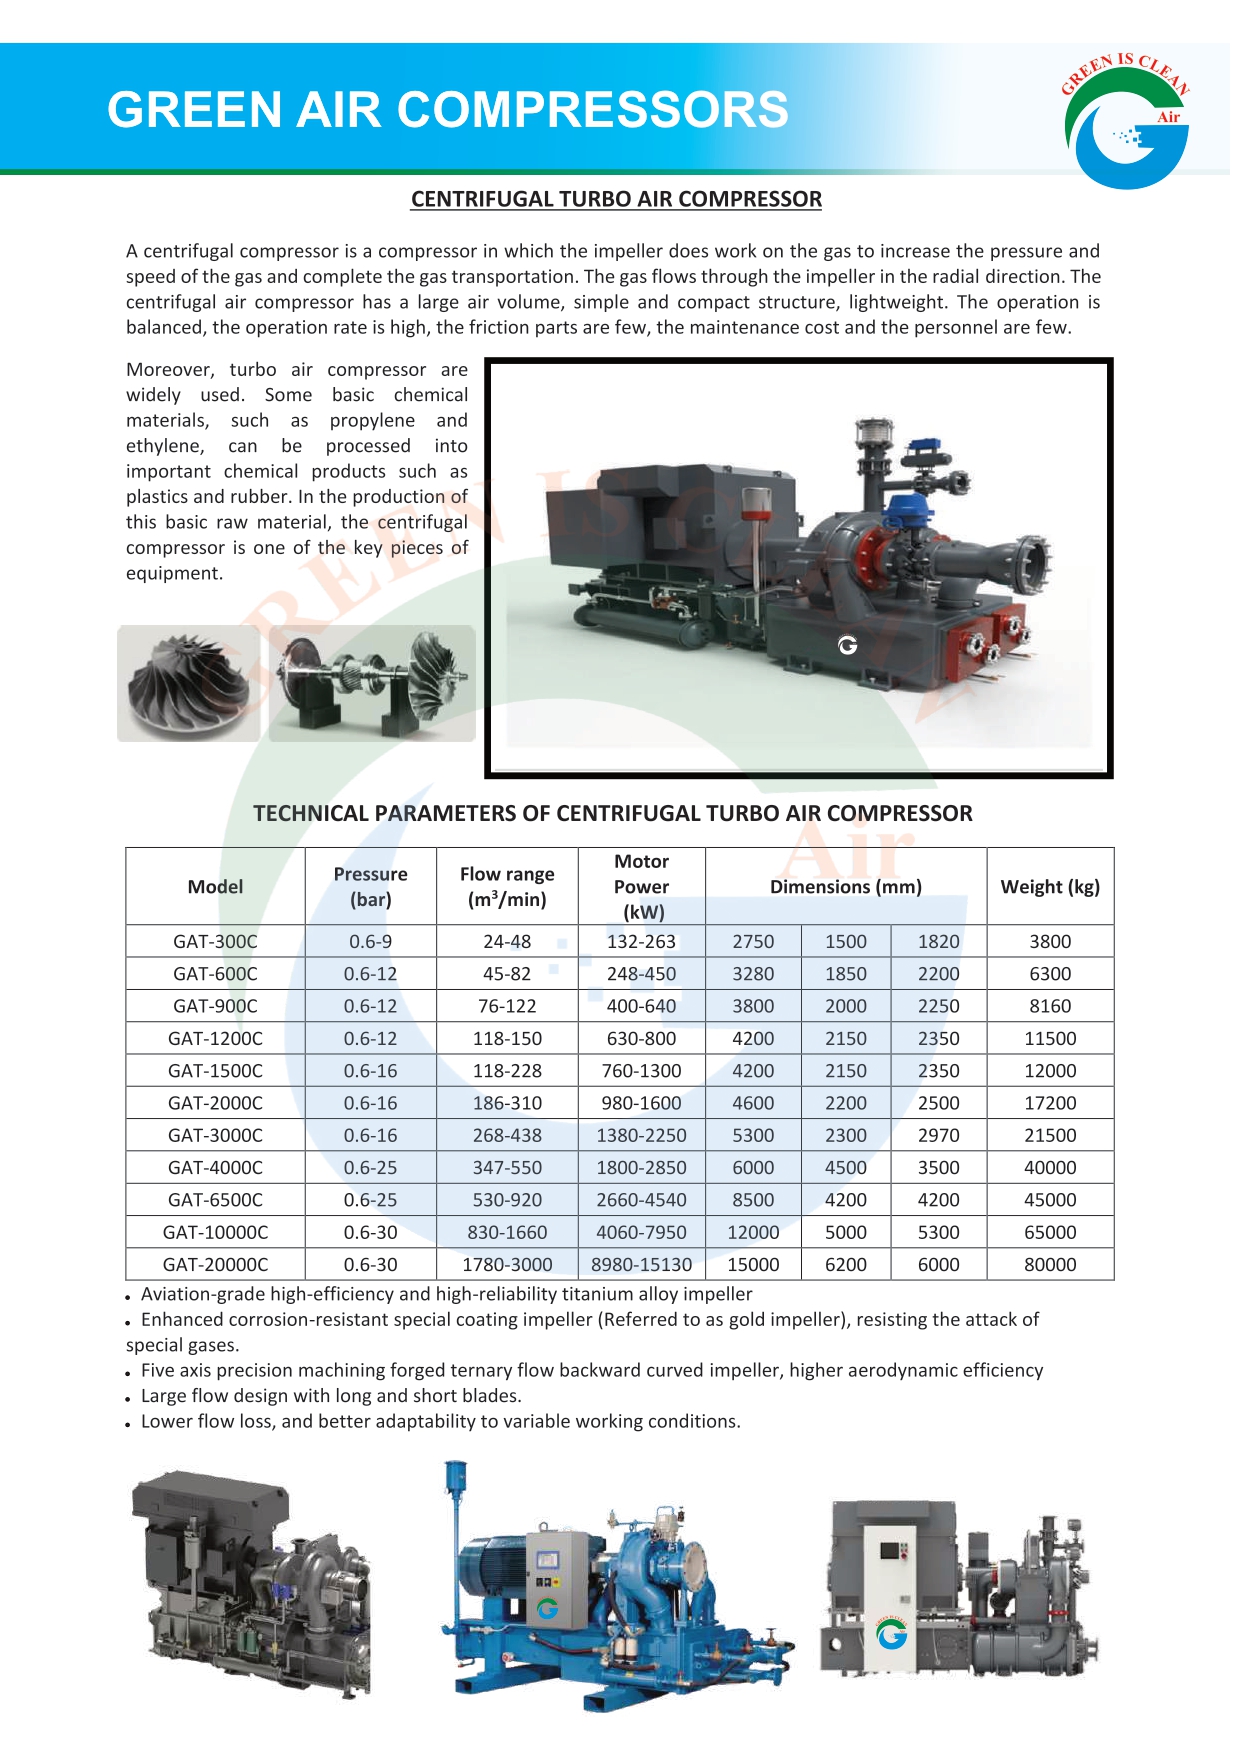 GREEN AIR COMPRESSORS
GREEN IS CLEAN
Air
CENTRIFUGAL TURBO AIR COMPRESSOR
A centrifugal compressor is a compressor in which the impeller does work on the gas to increase the pressure and
speed of the gas and complete the gas transportation. The gas flows through the impeller in the radial direction. The
centrifugal air compressor has a large air volume, simple and compact structure, lightweight. The operation is
balanced, the operation rate is high, the friction parts are few, the maintenance cost and the personnel are few.
Moreover, turbo air compressor are
widely used. Some basic chemical
materials, such as propylene and
ethylene, can be processed into
important chemical products such as
plastics and rubber. In the production of
this basic raw material, the centrifugal
compressor is one of the key pieces of
equipment.
GREEN IS CLEAN
Air
TECHNICAL PARAMETERS OF CENTRIFUGAL TURBO AIR COMPRESSOR
Model Pressure (bar) Flow range (m³/min) Motor Power (kW) Dimensions (mm) Weight (kg)
GAT-300C 0.6-9 24-48 132-263 2750 1500 1820 3800
GAT-600C 0.6-12 45-82 248-450 3280 1850 2200 6300
GAT-900C 0.6-12 76-122 400-640 3800 2000 2250 8160
GAT-1200C 0.6-12 118-150 630-800 4200 2150 2350 11500
GAT-1500C 0.6-16 118-228 760-1300 4200 2150 2350 12000
GAT-2000C 0.6-16 186-310 980-1600 4600 2200 2500 17200
GAT-3000C 0.6-16 268-438 1380-2250 5300 2300 2970 21500
GAT-4000C 0.6-25 347-550 1800-2850 6000 4500 3500 40000
GAT-6500C 0.6-25 530-920 2660-4540 8500 4200 4200 45000
GAT-10000C 0.6-30 830-1660 4060-7950 12000 5000 5300 65000
GAT-20000C 0.6-30 1780-3000 8980-15130 15000 6200 6000 80000
• Aviation-grade high-efficiency and high-reliability titanium alloy impeller
• Enhanced corrosion-resistant special coating impeller (Referred to as gold impeller), resisting the attack of
special gases.
• Five axis precision machining forged ternary flow backward curved impeller, higher aerodynamic efficiency
• Large flow design with long and short blades.
• Lower flow loss, and better adaptability to variable working conditions.
GREEN IS CLEAN